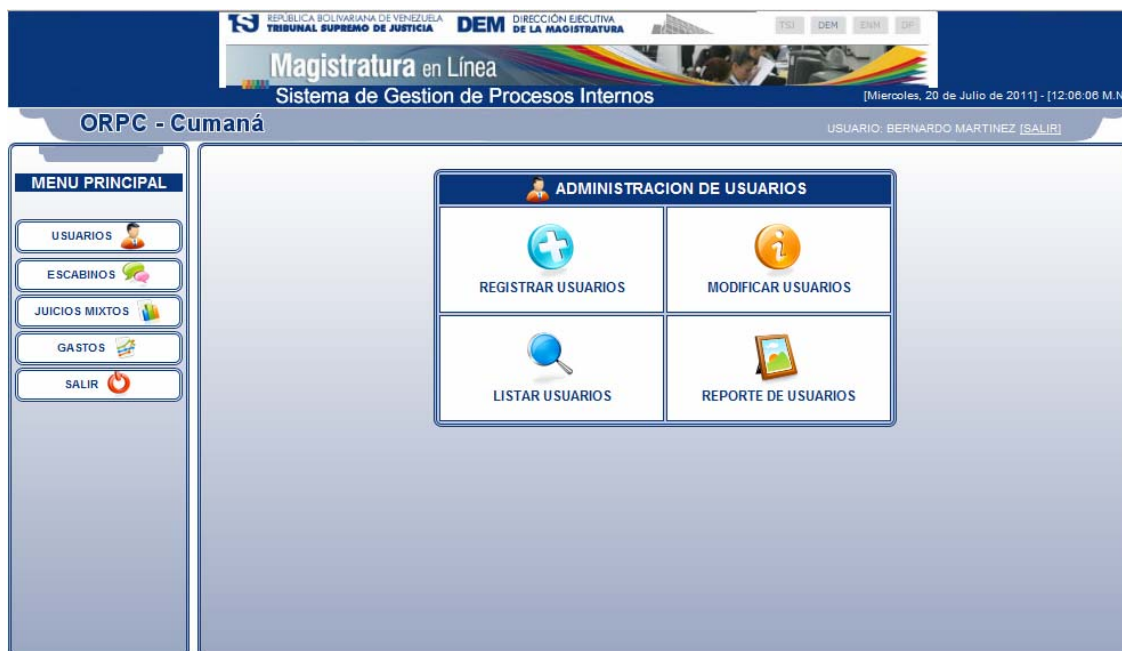 TSJ REPÚBLICA BOLIVARIANA DE VENEZUELA
TRIBUNAL SUPREMO DE JUSTICIA
DEM DIRECCIÓN EJECUTIVA
DE LA MAGISTRATURA
TSJ DEM ENM DP
Magistratura en Línea
Sistema de Gestion de Procesos Internos
[Miercoles, 20 de Julio de 2011] - [12:06:06 M.N
ORPC - Cumaná
USUARIO: BERNARDO MARTINEZ [SALIR]
MENU PRINCIPAL
USUARIOS
ESCABINOS
JUICIOS MIXTOS
GASTOS
SALIR
ADMINISTRACION DE USUARIOS
REGISTRAR USUARIOS
MODIFICAR USUARIOS
LISTAR USUARIOS
REPORTE DE USUARIOS